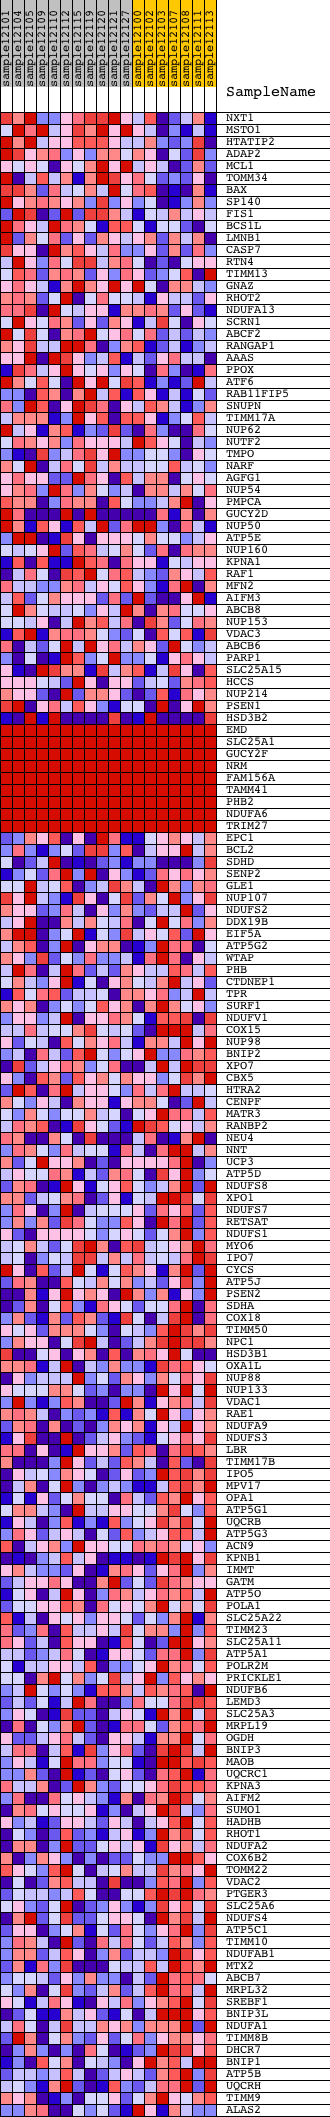 sample12101
sample12105
sample12110
sample12112
sample12115
sample12120
sample12127
sample12100
sample12102
sample12103
sample12107
sample12108
sample12111
SampleName
NXT1
MSTO1
HTATIP2
ADAP2
MCL1
TOMM34
BAX
SP140
FIS1
BCS1L
LMNB1
CASP7
RTN4
TIMM13
GNAZ
RHOT2
NDUFA13
SCRN1
ABCF2
RANGAP1
AAAS
PPOX
ATF6
RAB11FIP5
SNUPN
TIMM17A
NUP62
NUTF2
TMPO
NARF
AGFG1
NUP54
PMPCA
GUCY2D
NUP50
ATP5E
NUP160
KPNA1
RAF1
MFN2
AIFM3
ABCB8
NUP153
VDAC3
ABCB6
PARP1
SLC25A15
HCCS
NUP214
PSEN1
HSD3B2
EMD
SLC25A1
GUCY2F
NRM
FAM156A
TAMM41
PHB2
NDUFA6
TRIM27
EPC1
BCL2
SDHD
SENP2
GLE1
NUP107
NDUFS2
DDX19B
EIF5A
ATP5G2
WTAP
PHB
CTDNEP1
TPR
SURF1
NDUFV1
COX15
NUP98
BNIP2
XPO7
CBX5
HTRA2
CENPF
MATR3
RANBP2
NEU4
NNT
UCP3
ATP5D
NDUFS8
XPO1
NDUFS7
RETSAT
NDUFS1
MYO6
IPO7
CYCS
ATP5J
PSEN2
SDHA
COX18
TIMM50
NPC1
HSD3B1
OXA1L
NUP88
NUP133
VDAC1
RAE1
NDUFA9
NDUFS3
LBR
TIMM17B
IPO5
MPV17
OPA1
ATP5G1
UQCRB
ATP5G3
ACN9
KPNB1
IMMT
GATM
ATP5O
POLA1
SLC25A22
TIMM23
SLC25A11
ATP5A1
POLR2M
PRICKLE1
NDUFB6
LEMD3
SLC25A3
MRPL19
OGDH
BNIP3
MAOB
UQCRC1
KPNA3
AIFM2
SUMO1
HADHB
RHOT1
NDUFA2
COX6B2
TOMM22
VDAC2
PTGER3
SLC25A6
NDUFS4
ATP5C1
TIMM10
NDUFAB1
MTX2
ABCB7
MRPL32
SREBF1
BNIP3L
NDUFA1
TIMM8B
DHCR7
BNIP1
ATP5B
UQCRH
TIMM9
ALAS2